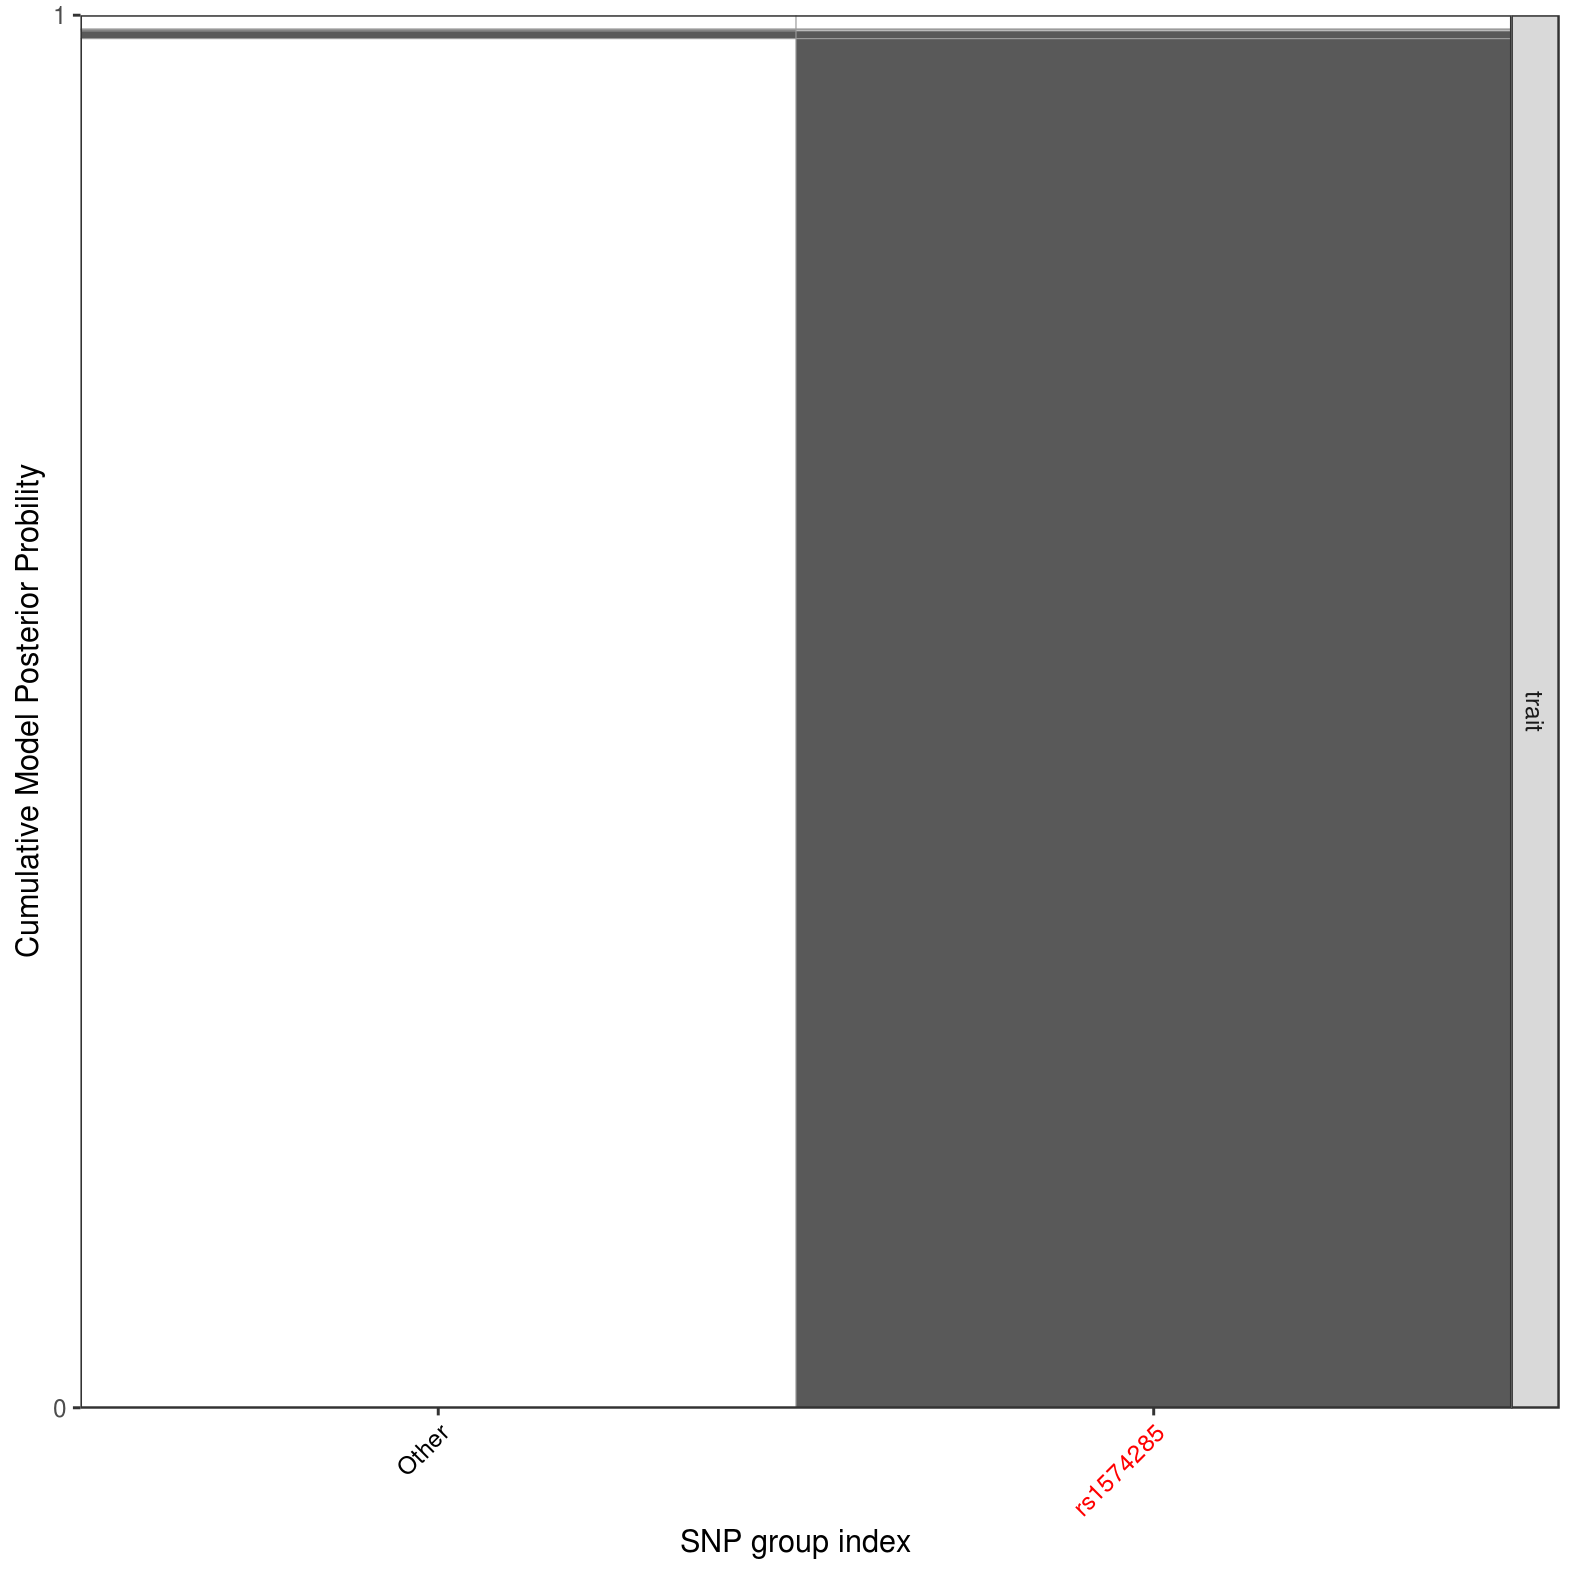 1
Cumulative Model Posterior Probility
trait
0
Other
rs1574285
SNP group index